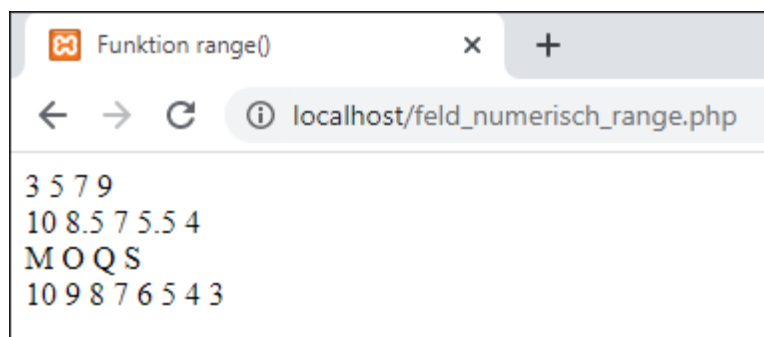 Funktion range()
localhost/feld_numerisch_range.php
3 5 7 9
10 8.5 7 5.5 4
M O Q S
10 9 8 7 6 5 4 3